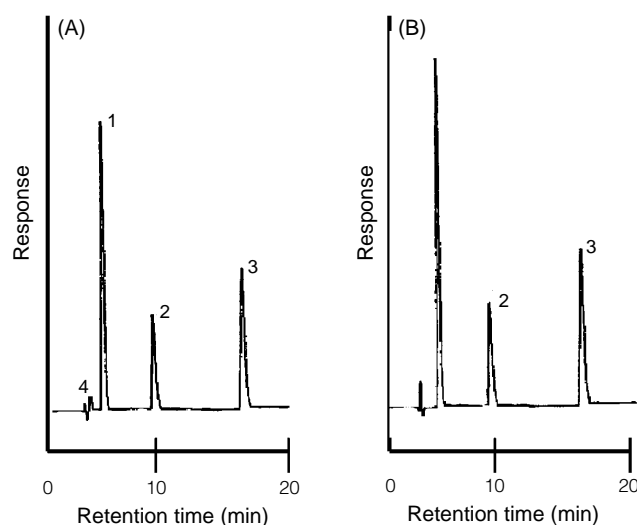 (A)
1
2
3
4
Response
0 10 20
Retention time (min)
(B)
2
3
Response
0 10 20
Retention time (min)